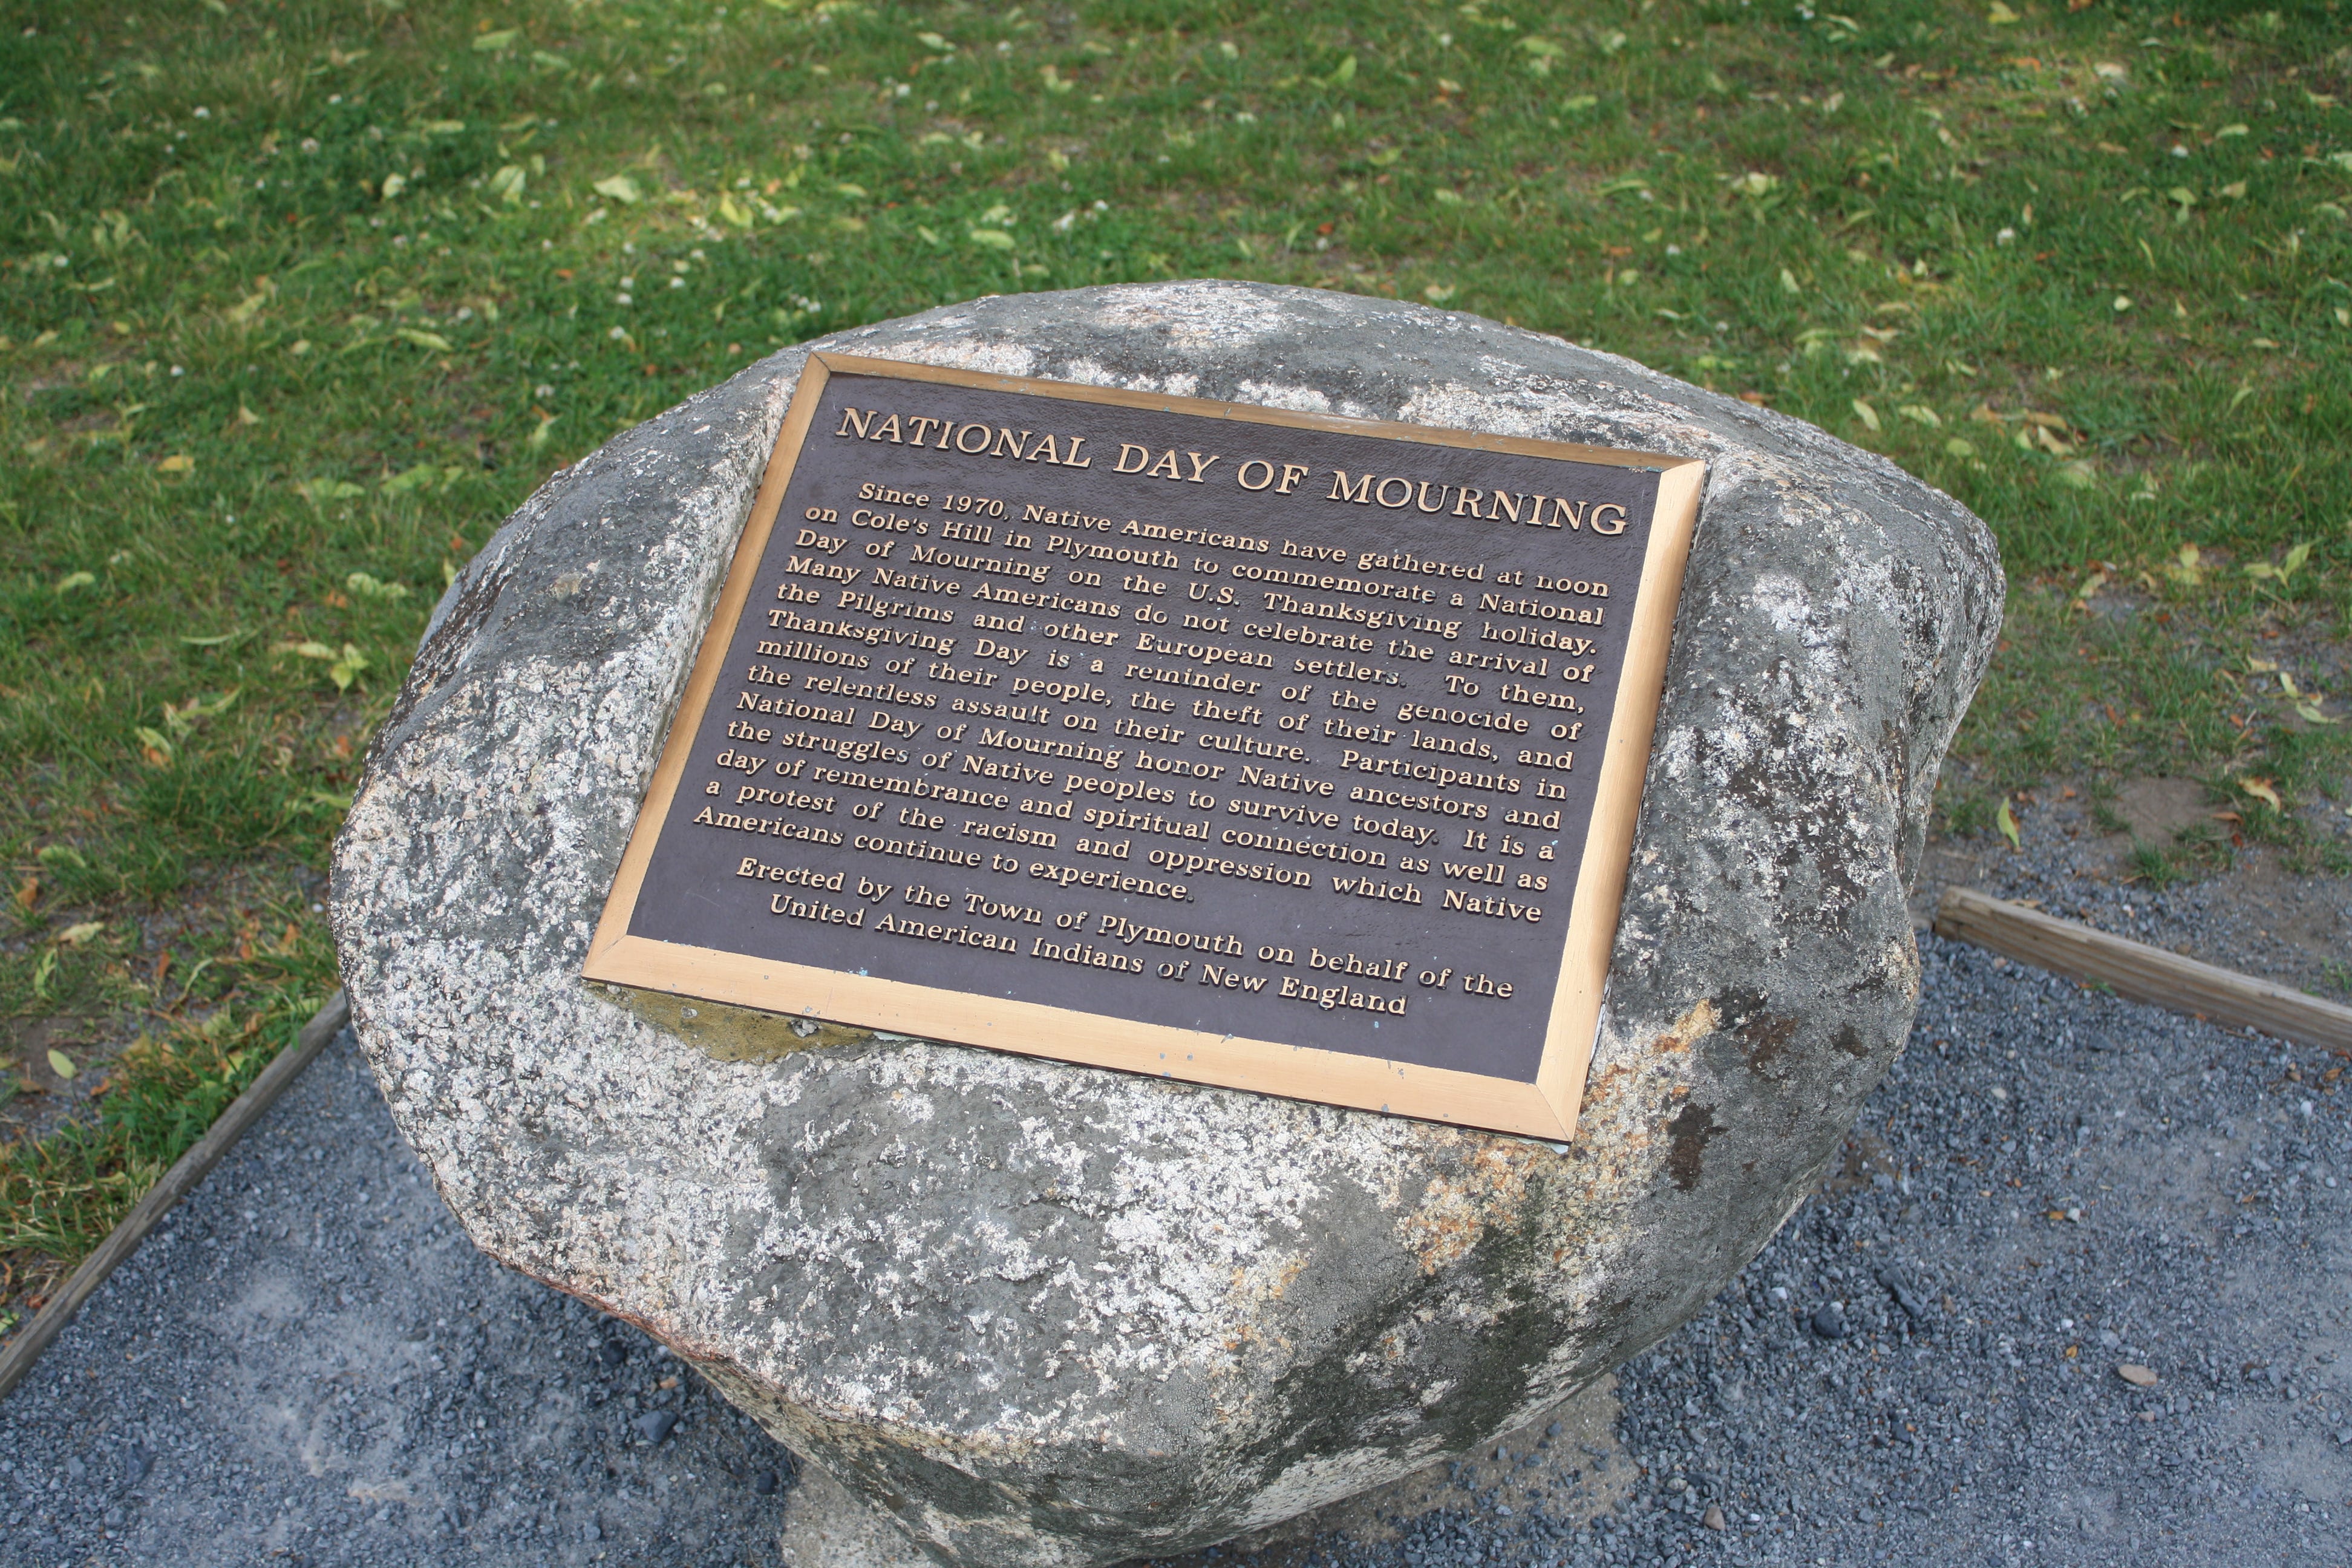 NATIONAL DAY OF MOURNING
Since 1970, Native Americans have gathered at noon
on Cole's Hill in Plymouth to commemorate a National
Day of Mourning on the U.S. Thanksgiving holiday.
Many Native Americans do not celebrate the arrival of
the Pilgrims and other European settlers. To them,
Thanksgiving Day is a reminder of the genocide of
millions of their people, the theft of their lands, and
the relentless assault on their culture. Participants in
National Day of Mourning honor Native ancestors and
the struggles of Native peoples to survive today. It is a
day of remembrance and spiritual connection as well as
a protest of the racism and oppression which Native
Americans continue to experience.
Erected by the Town of Plymouth on behalf of the
United American Indians of New England